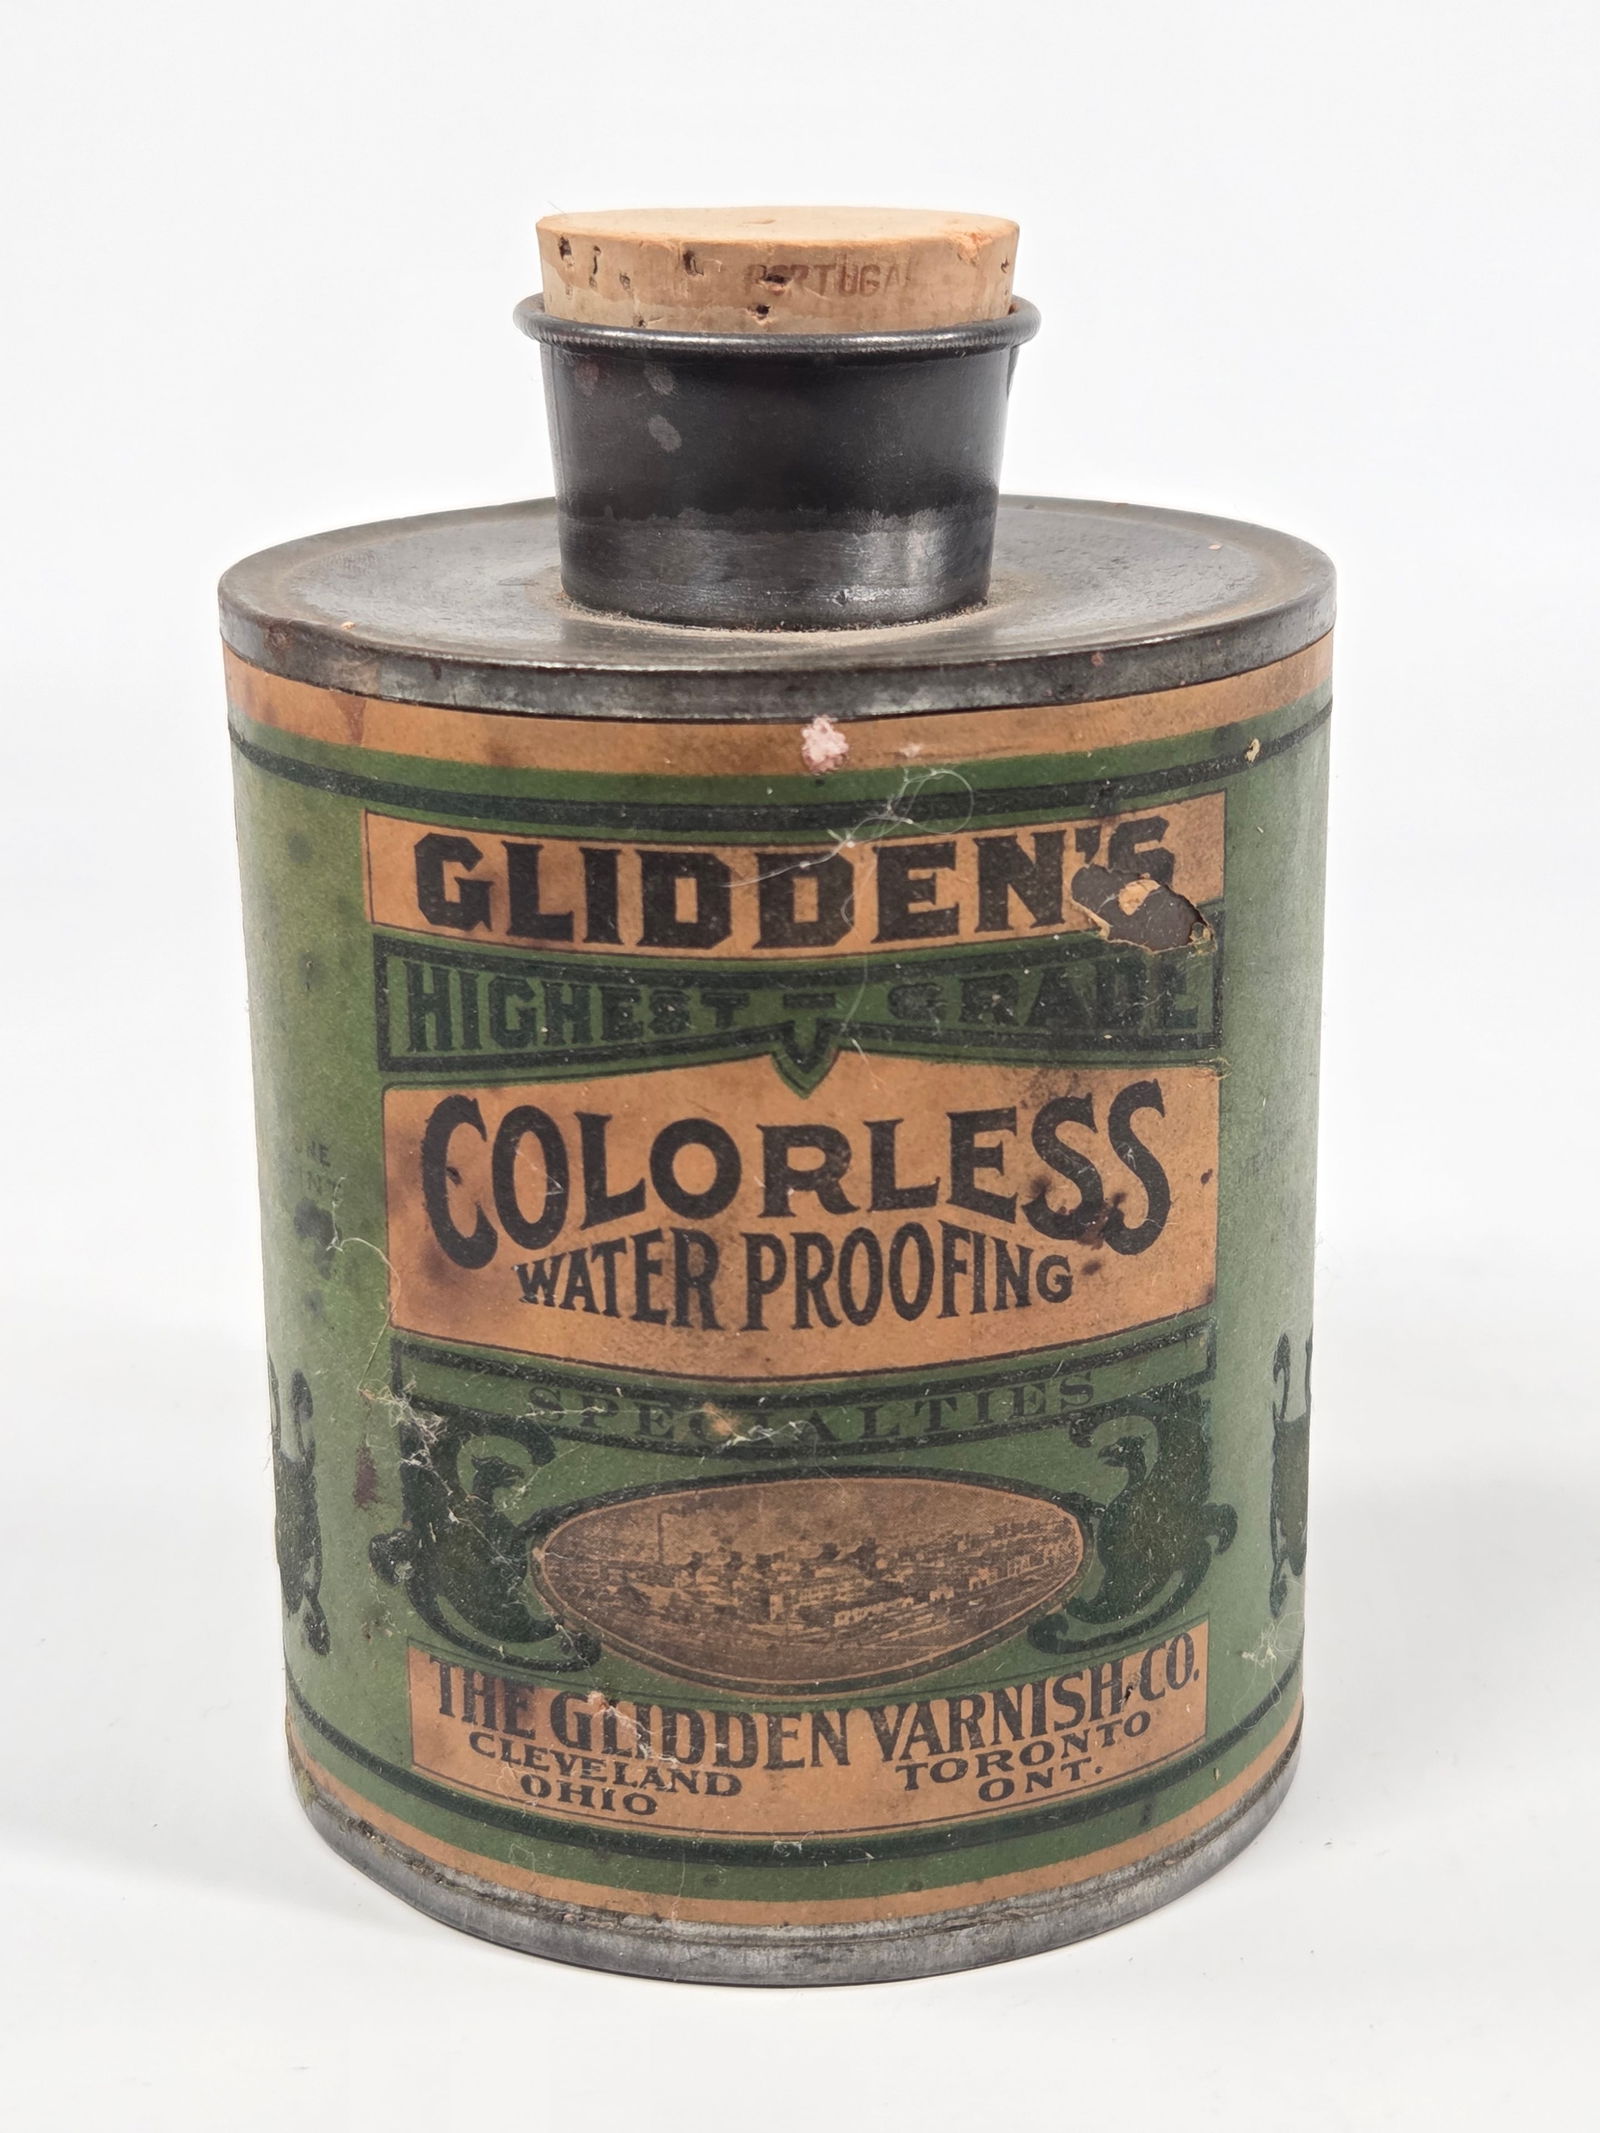 PORTUGAL
GLIDDEN'S
HIGHEST - GRADE
COLORLESS
WATER PROOFING
SPECIALTIES
THE GLIDDEN VARNISH CO.
CLEVELAND
OHIO
TORONTO
ONT.